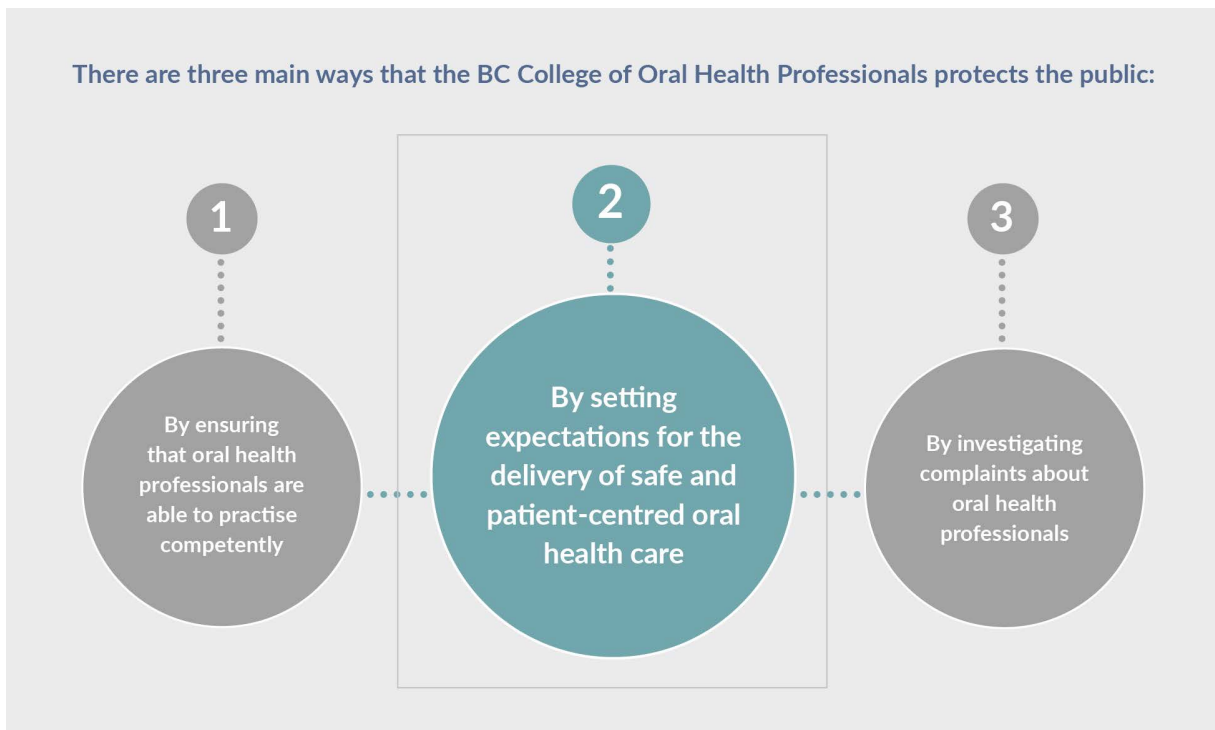 There are three main ways that the BC College of Oral Health Professionals protects the public:
1
By ensuring
that oral health
professionals are
able to practise
competently
2
By setting
expectations for the
delivery of safe and
patient-centred oral
health care
3
By investigating
complaints about
oral health
professionals